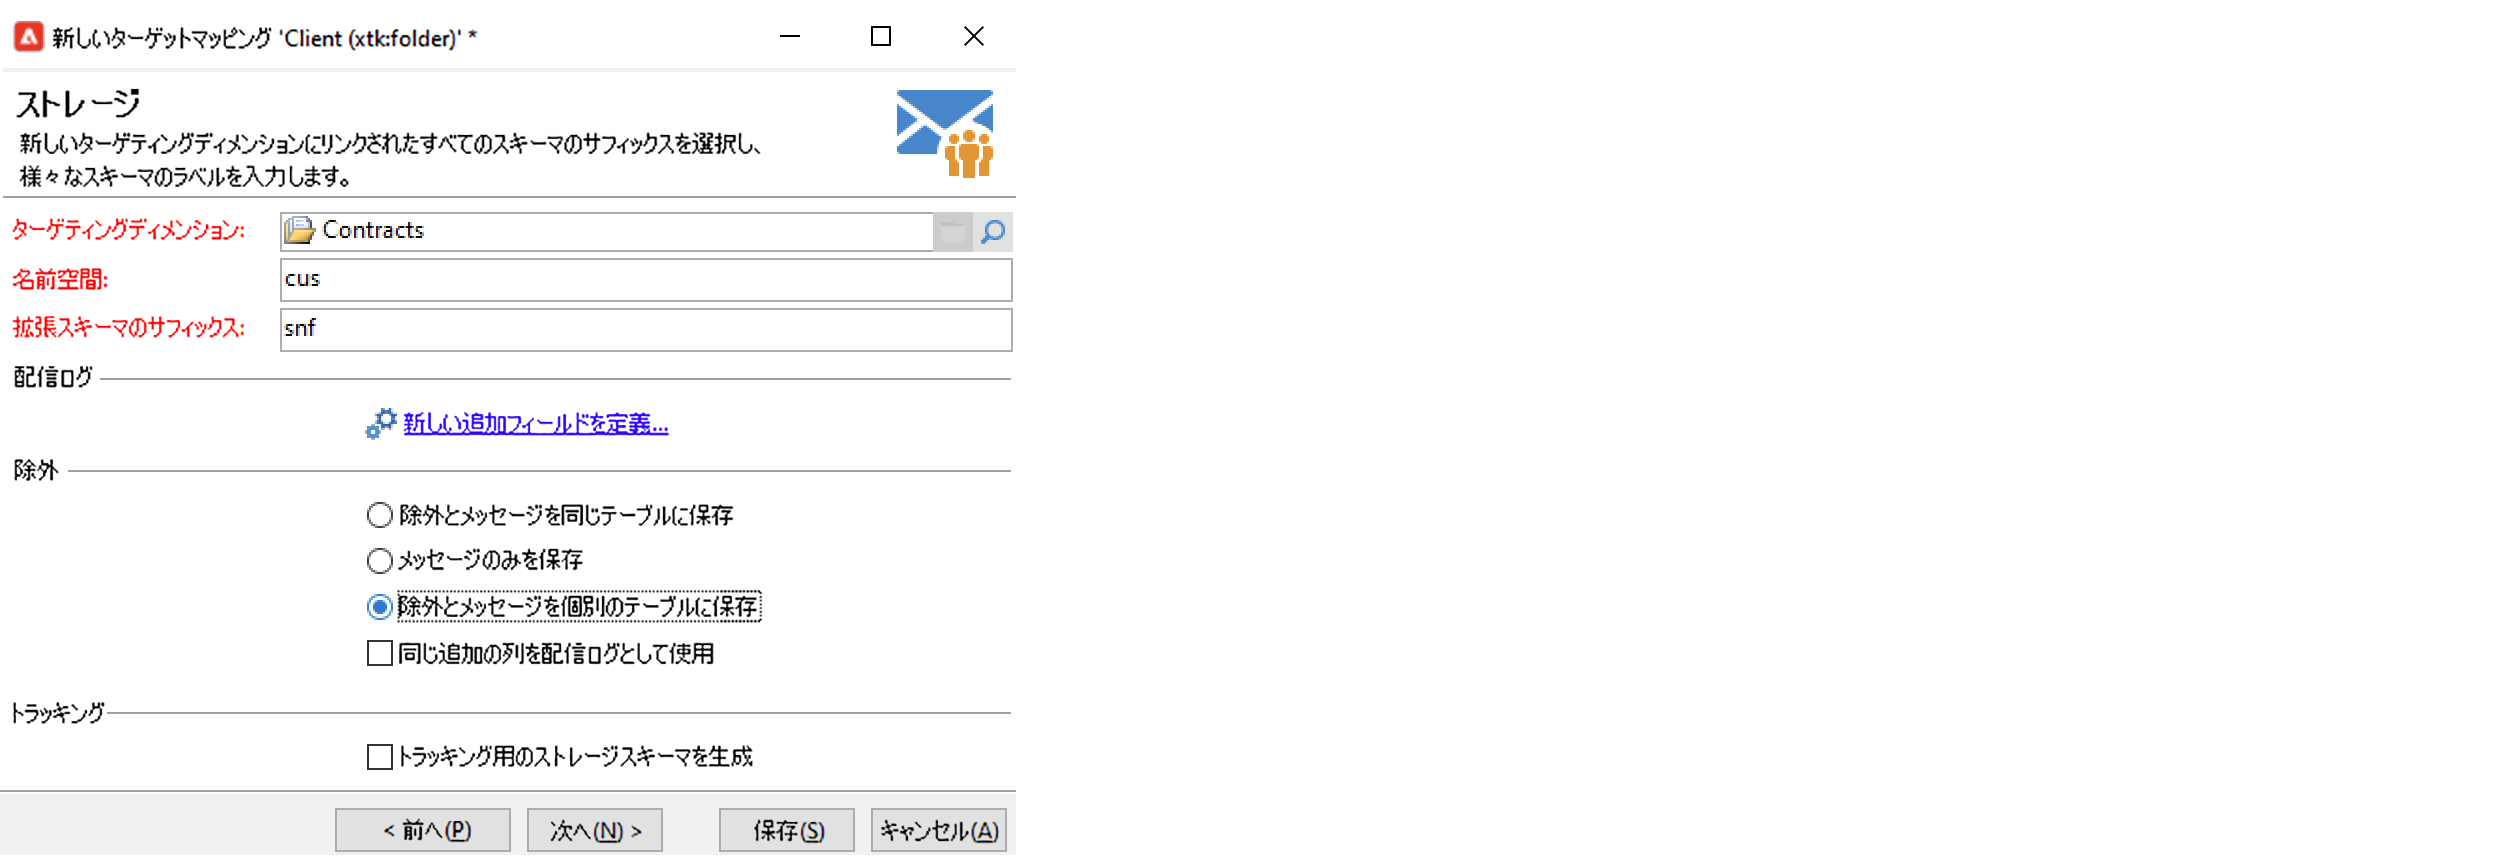 新しいターゲットマッピング 'Client (xtk:folder)' *
ストレージ
新しいターゲティングディメンションにリンクされたすべてのスキーマのサフィックスを選択し、
様々なスキーマのラベルを入力します。
ターゲティングディメンション: Contracts
名前空間: cus
拡張スキーマのサフィックス: snf
配信ログ
新しい追加フィールドを定義...
除外
除外とメッセージを同じテーブルに保存
メッセージのみを保存
除外とメッセージを個別のテーブルに保存
同じ追加の列を配信ログとして使用
トラッキング
トラッキング用のストレージスキーマを生成
< 前へ(P) 次へ(N) > 保存(S) キャンセル(A)